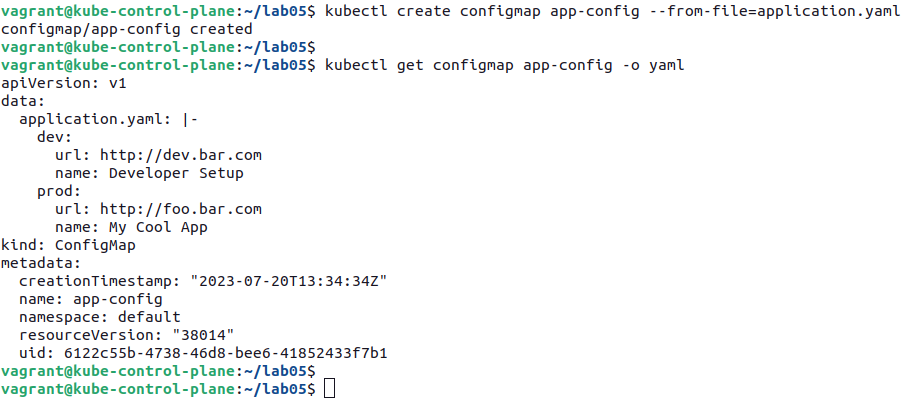 vagrant@kube-control-plane:~/lab05$ kubectl create configmap app-config --from-file=application.yaml
configmap/app-config created
vagrant@kube-control-plane:~/lab05$
vagrant@kube-control-plane:~/lab05$ kubectl get configmap app-config -o yaml
apiVersion: v1
data:
  application.yaml: |-
    dev:
      url: http://dev.bar.com
      name: Developer Setup
    prod:
      url: http://foo.bar.com
      name: My Cool App
kind: ConfigMap
metadata:
  creationTimestamp: "2023-07-20T13:34:34Z"
  name: app-config
  namespace: default
  resourceVersion: "38014"
  uid: 6122c55b-4738-46d8-bee6-41852433f7b1
vagrant@kube-control-plane:~/lab05$
vagrant@kube-control-plane:~/lab05$